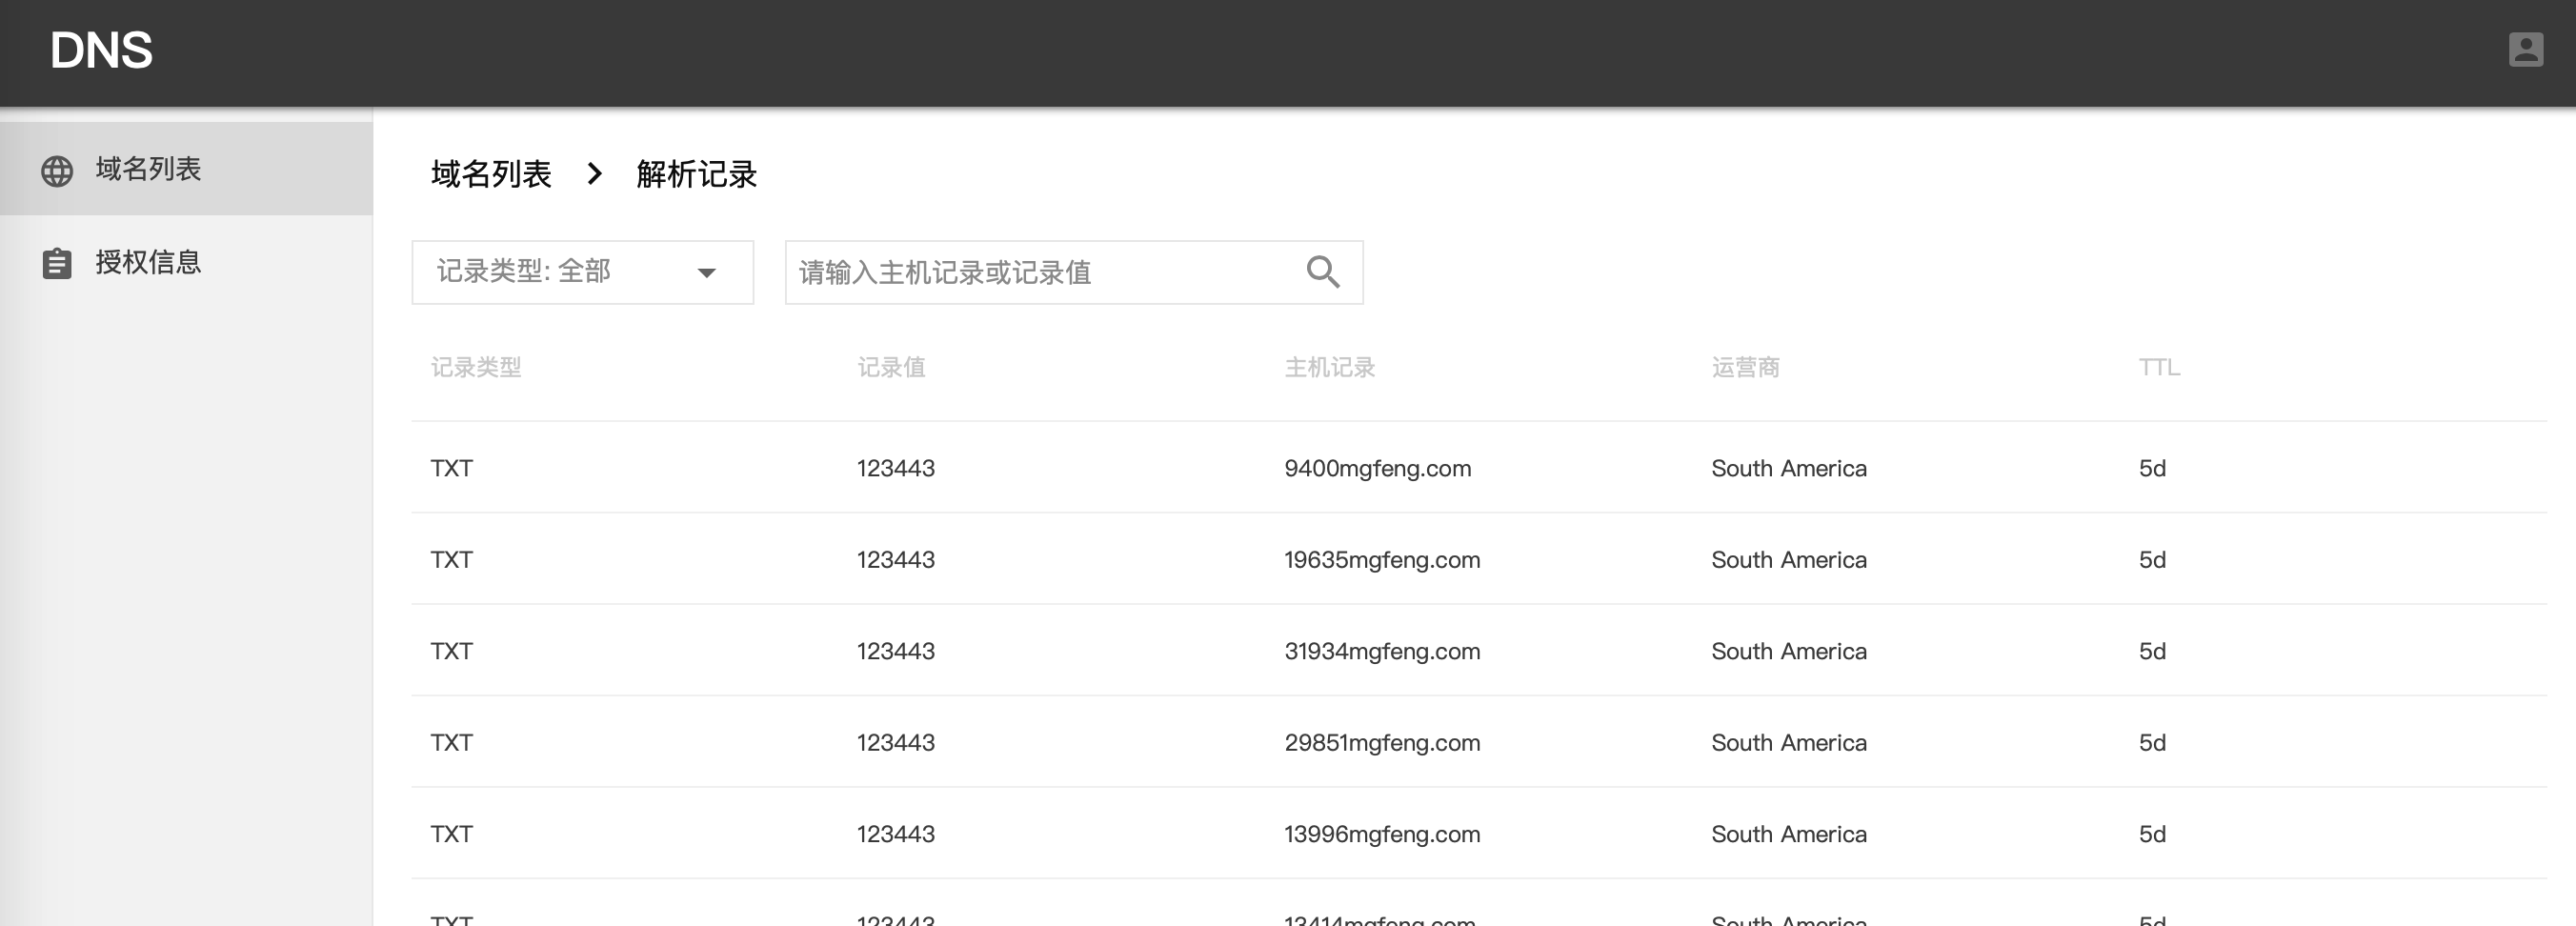 DNS
域名列表
授权信息
域名列表 > 解析记录
记录类型: 全部
请输入主机记录或记录值
记录类型 记录值 主机记录 运营商 TTL
TXT 123443 9400mgfeng.com South America 5d
TXT 123443 19635mgfeng.com South America 5d
TXT 123443 31934mgfeng.com South America 5d
TXT 123443 29851mgfeng.com South America 5d
TXT 123443 13996mgfeng.com South America 5d
TXT 123443 13414mgfeng.com South America 5d